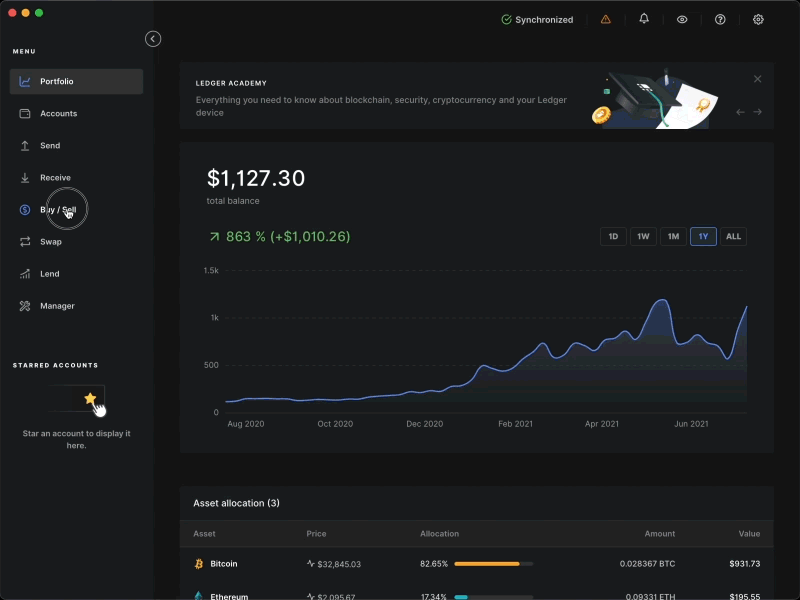 Synchronized
MENU
Portfolio
Accounts
Send
Receive
Buy / Sell
Swap
Lend
Manager
STARRED ACCOUNTS
Star an account to display it
here.
LEDGER ACADEMY
Everything you need to know about blockchain, security, cryptocurrency and your Ledger
device
$1,127.30
total balance
863 % (+$1,010.26)
1D 1W 1M 1Y ALL
1.5k
1k
500
0
Aug 2020 Oct 2020 Dec 2020 Feb 2021 Apr 2021 Jun 2021
Asset allocation (3)
Asset Price Allocation Amount Value
Bitcoin $32,845.03 82.65% 0.028367 BTC $931.73
Ethereum $2,095.67 17.34% 0.09331 ETH $195.55